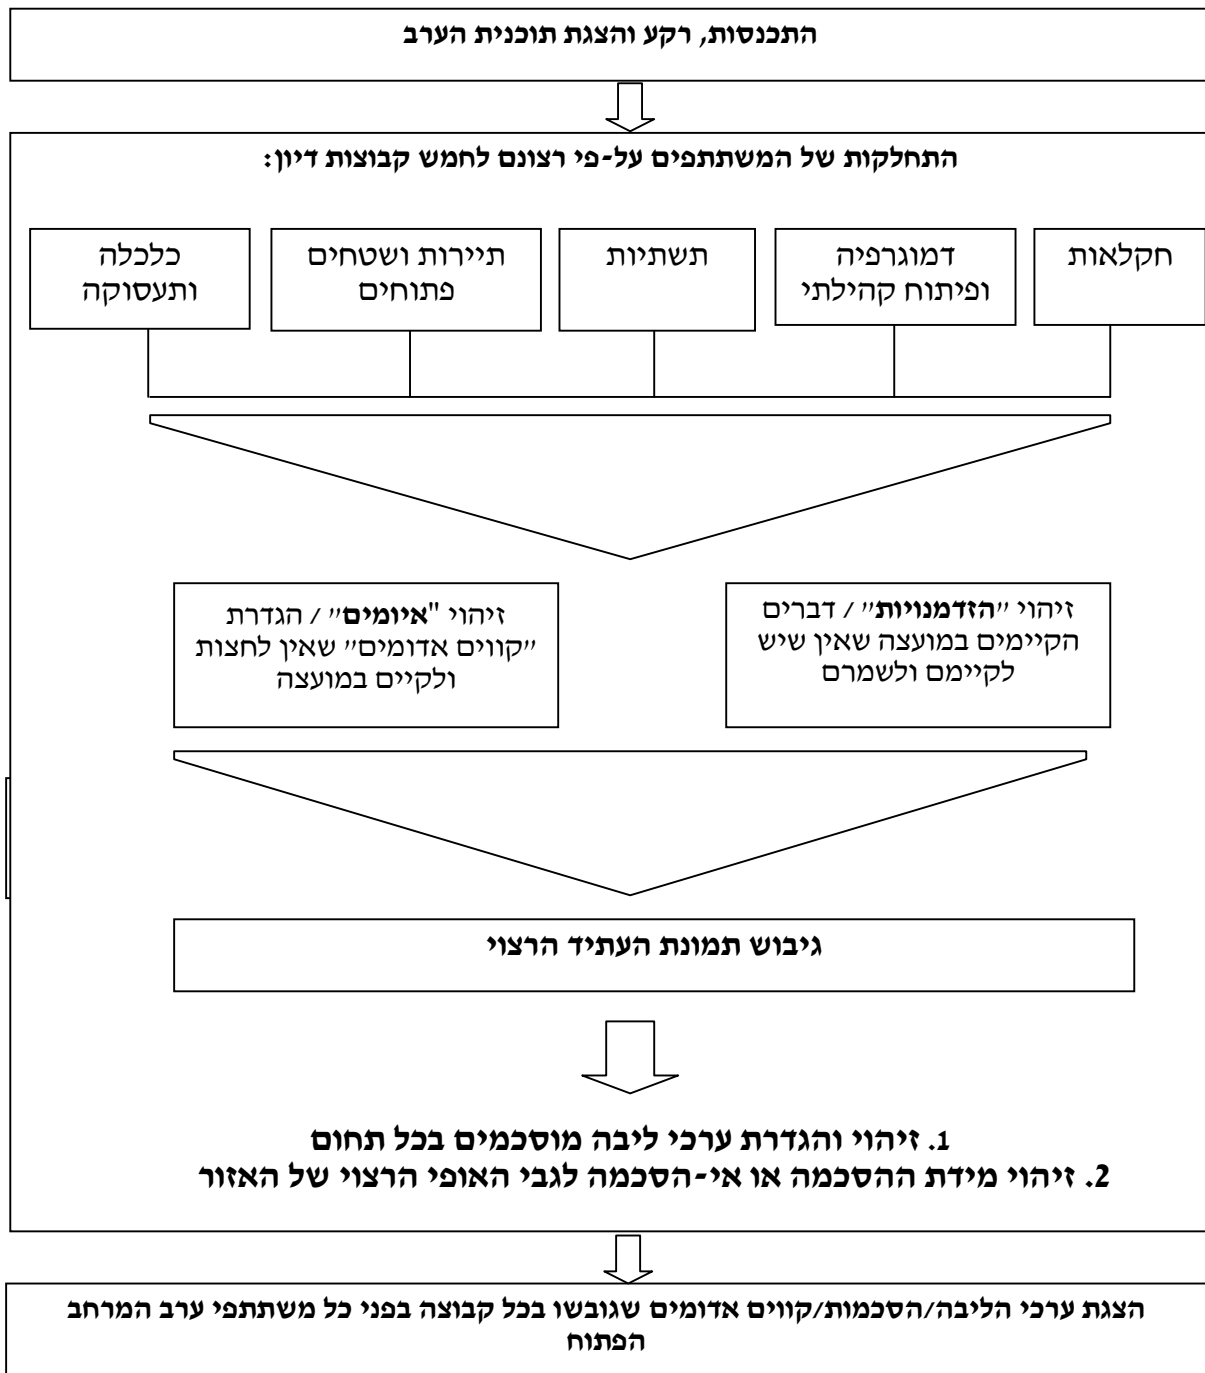 התכנסות, רקע והצגת תוכנית הערב
התחלקות של המשתתפים על-פי רצונם לחמש קבוצות דיון:
חקלאות
דמוגרפיה
ופיתוח קהילתי
תשתיות
תיירות ושטחים
פתוחים
כלכלה
ותעסוקה
זיהוי "הזדמנויות" / דברים
הקיימים במועצה שאין שיש
לקיימם ולשמרם
זיהוי "איומים" / הגדרת
"קווים אדומים" שאין לחצות
ולקיים במועצה
גיבוש תמונת העתיד הרצוי
1. זיהוי והגדרת ערכי ליבה מוסכמים בכל תחום
2. זיהוי מידת ההסכמה או אי-הסכמה לגבי האופי הרצוי של האזור
הצגת ערכי הליבה/הסכמות/קווים אדומים שגובשו בכל קבוצה בפני כל משתתפי ערב המרחב
הפתוח